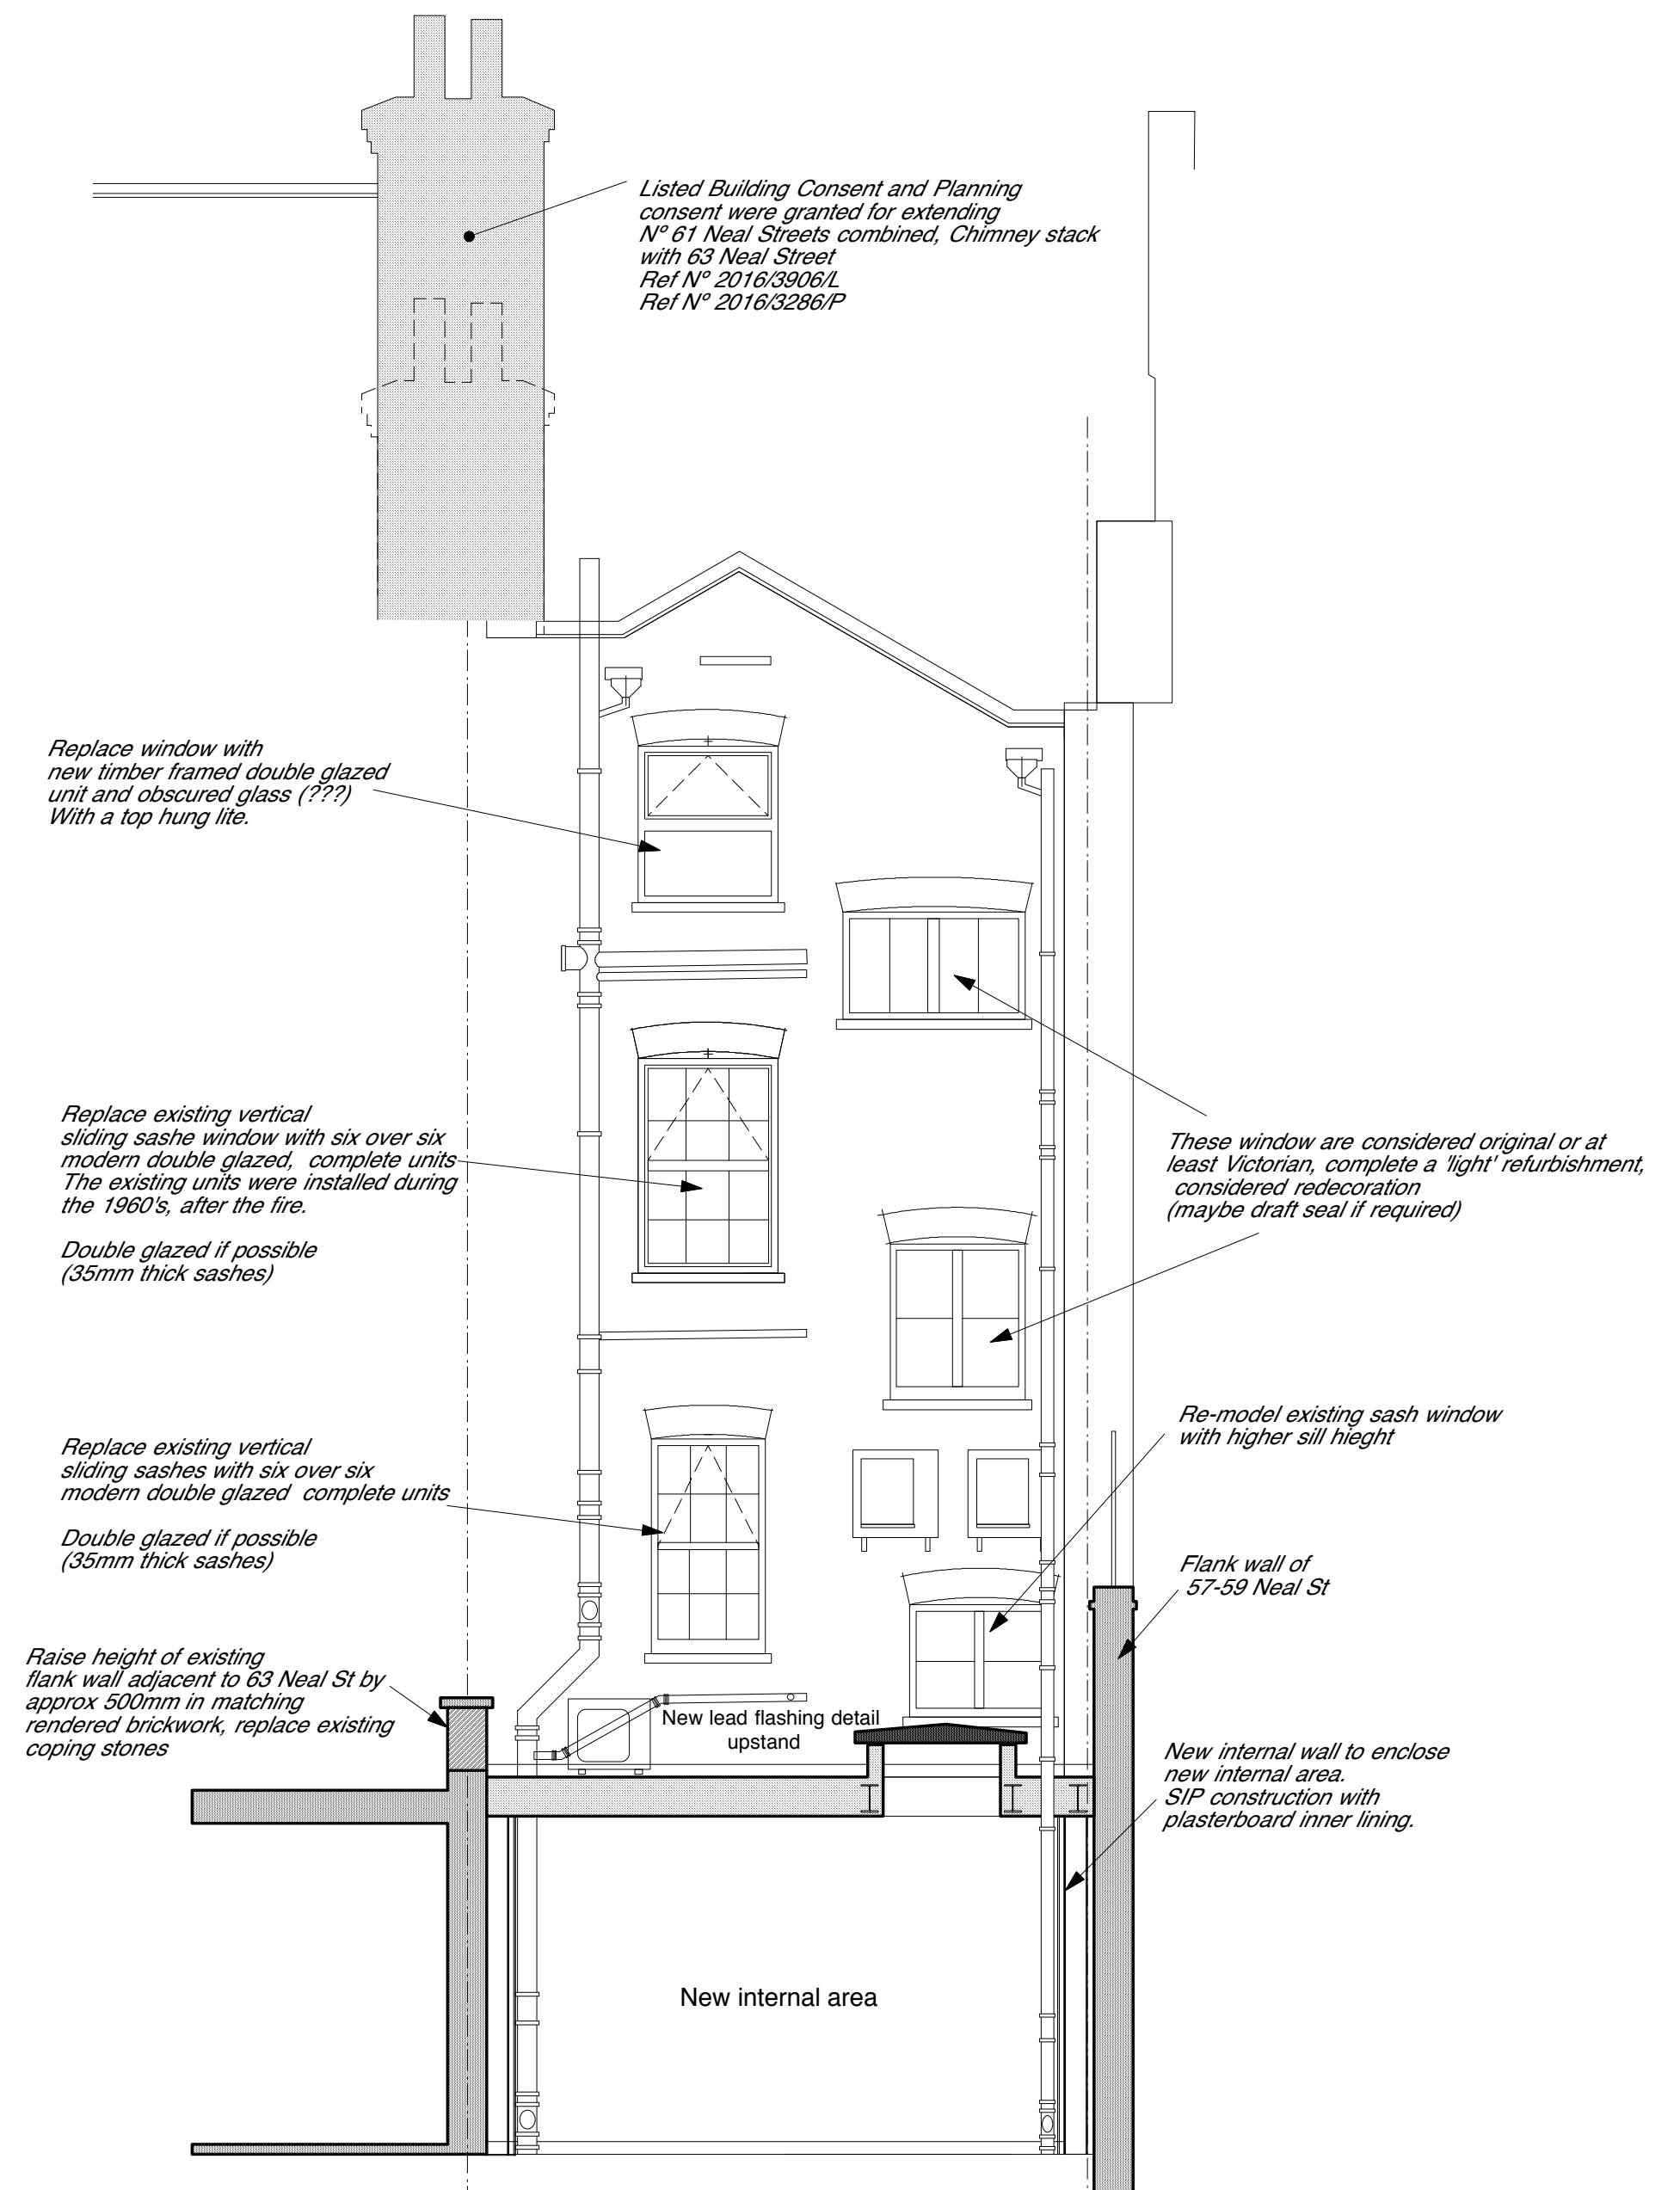 Listed Building Consent and Planning
consent were granted for extending
Nº 61 Neal Streets combined, Chimney stack
with 63 Neal Street
Ref Nº 2016/3906/L
Ref Nº 2016/3286/P
Replace window with
new timber framed double glazed
unit and obscured glass (???)
With a top hung lite.
Replace existing vertical
sliding sashe window with six over six
modern double glazed, complete units
The existing units were installed during
the 1960's, after the fire.
Double glazed if possible
(35mm thick sashes)
These window are considered original or at
least Victorian, complete a 'light' refurbishment,
considered redecoration
(maybe draft seal if required)
Re-model existing sash window
with higher sill hieght
Replace existing vertical
sliding sashes with six over six
modern double glazed complete units
Double glazed if possible
(35mm thick sashes)
Flank wall of
57-59 Neal St
Raise height of existing
flank wall adjacent to 63 Neal St by
approx 500mm in matching
rendered brickwork, replace existing
coping stones
New lead flashing detail
upstand
New internal wall to enclose
new internal area.
SIP construction with
plasterboard inner lining.
New internal area